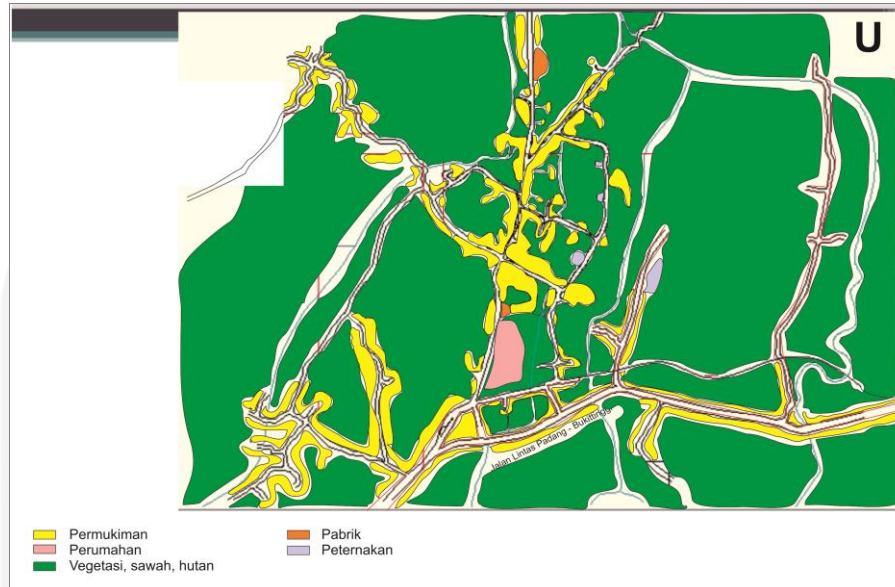 U
Jalan Lintas Padang - Bukittinggi
Permukiman
Perumahan
Vegetasi, sawah, hutan
Pabrik
Peternakan